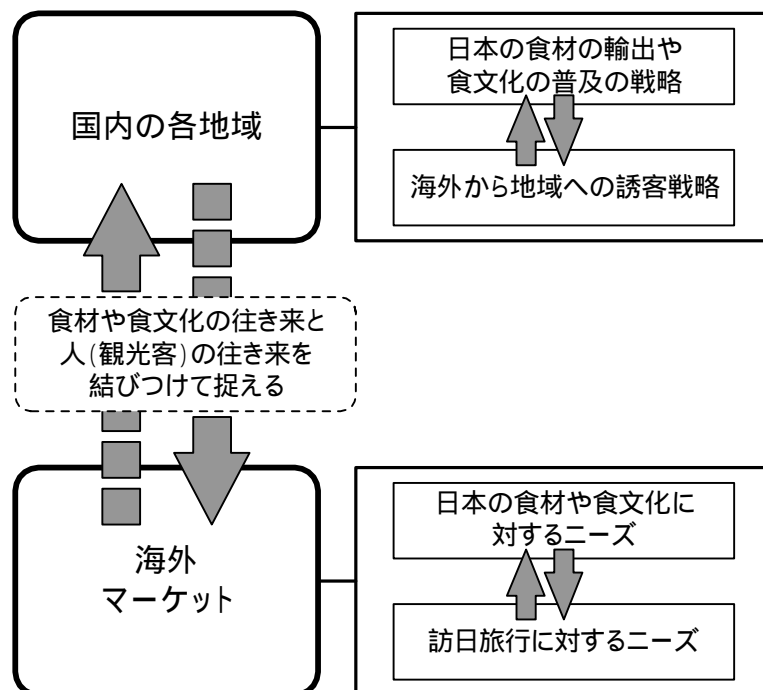 国内の各地域
日本の食材の輸出や
食文化の普及の戦略
海外から地域への誘客戦略
食材や食文化の往き来と
人(観光客)の往き来を
結びつけて捉える
海外
マーケット
日本の食材や食文化に
対するニーズ
訪日旅行に対するニーズ